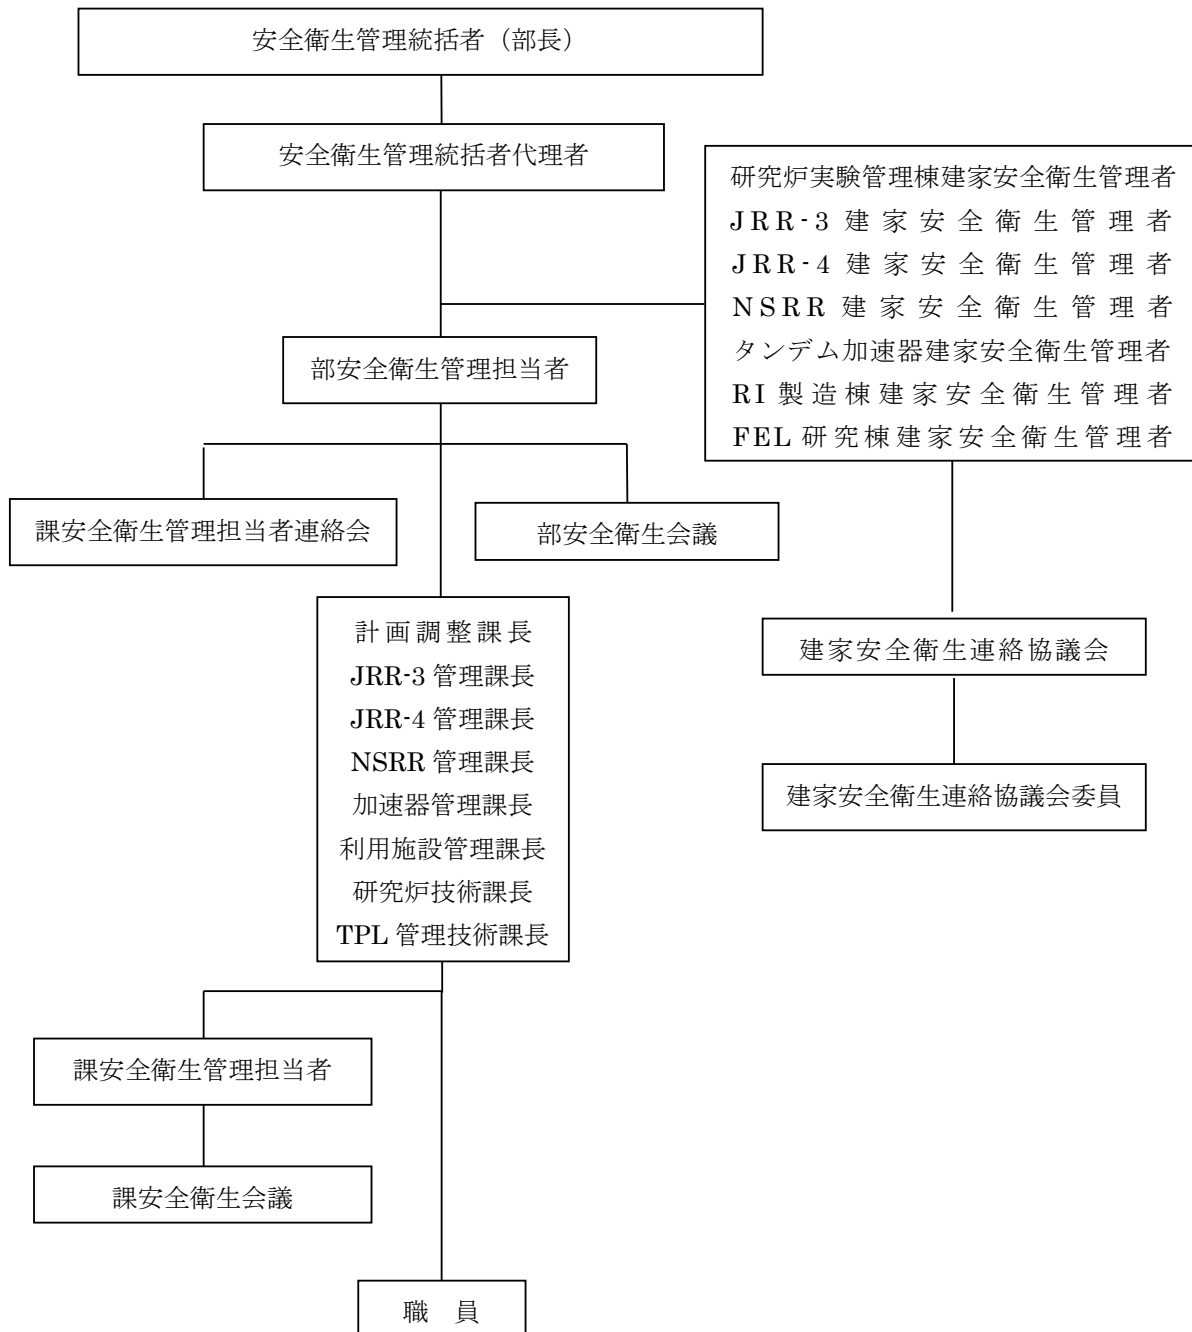 安全衛生管理統括者（部長）
安全衛生管理統括者代理者
研究炉実験管理棟建家安全衛生管理者
JRR-3 建家安全衛生管理者
JRR-4 建家安全衛生管理者
NSRR 建家安全衛生管理者
タンデム加速器建家安全衛生管理者
RI 製造棟建家安全衛生管理者
FEL 研究棟建家安全衛生管理者
部安全衛生管理担当者
課安全衛生管理担当者連絡会
部安全衛生会議
計画調整課長
JRR-3 管理課長
JRR-4 管理課長
NSRR 管理課長
加速器管理課長
利用施設管理課長
研究炉技術課長
TPL 管理技術課長
建家安全衛生連絡協議会
建家安全衛生連絡協議会委員
課安全衛生管理担当者
課安全衛生会議
職　員